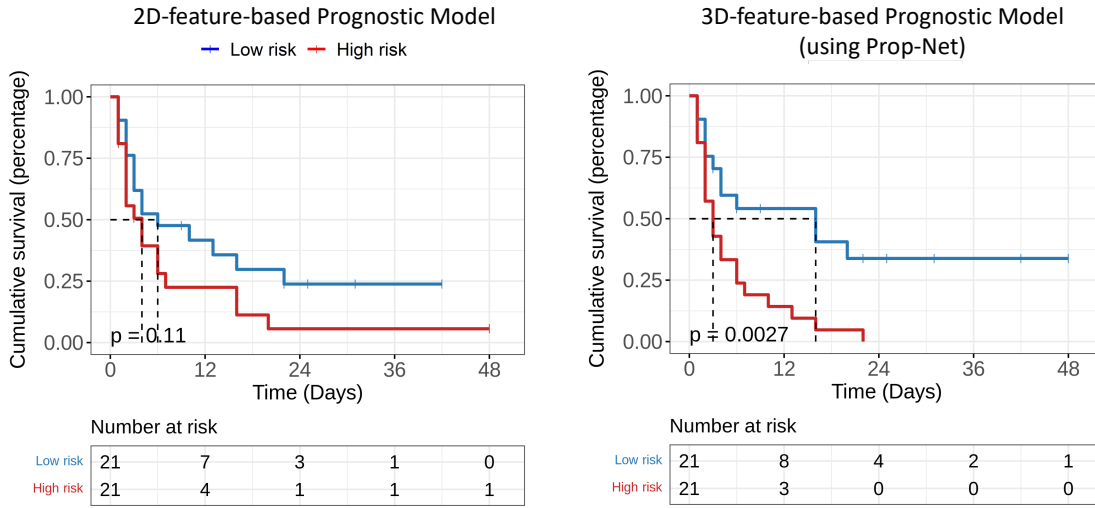 2D-feature-based Prognostic Model
Low risk High risk
Cumulative survival (percentage)
1.00
0.75
0.50
0.25
0.00
p = 0.11
0 12 24 36 48
Time (Days)
Number at risk
Low risk 21 7 3 1 0
High risk 21 4 1 1 1
3D-feature-based Prognostic Model
(using Prop-Net)
Cumulative survival (percentage)
1.00
0.75
0.50
0.25
0.00
p = 0.0027
0 12 24 36 48
Time (Days)
Number at risk
Low risk 21 8 4 2 1
High risk 21 3 0 0 0